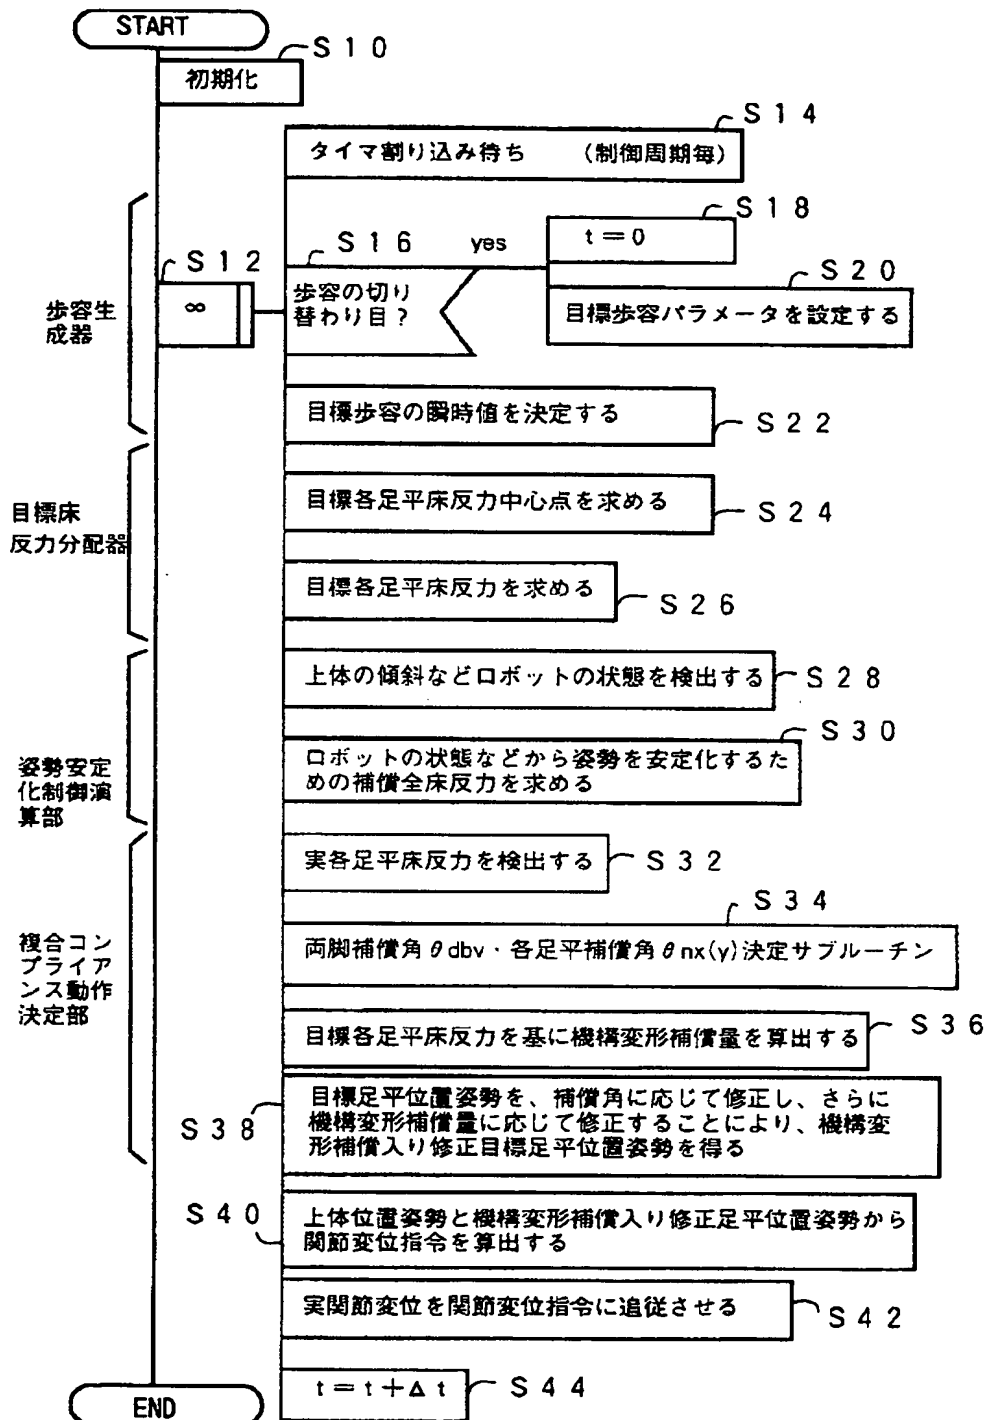 START
S10
初期化
S14
タイマ割り込み待ち　（制御周期毎）
S18
t＝0
S16
yes
S12
∞
歩容の切り
替わり目？
S20
目標歩容パラメータを設定する
歩容生
成器
目標歩容の瞬時値を決定する
S22
目標床
反力分配器
目標各足平床反力中心点を求める
S24
目標各足平床反力を求める
S26
上体の傾斜などロボットの状態を検出する
S28
S30
姿勢安定
化制御演
算部
ロボットの状態などから姿勢を安定化するた
めの補償全床反力を求める
実各足平床反力を検出する
S32
S34
複合コン
プライア
ンス動作
決定部
両脚補償角θdbv・各足平補償角θnx(y)決定サブルーチン
S36
目標各足平床反力を基に機構変形補償量を算出する
S38
目標足平位置姿勢を、補償角に応じて修正し、さらに
機構変形補償量に応じて修正することにより、機構変
形補償入り修正目標足平位置姿勢を得る
S40
上体位置姿勢と機構変形補償入り修正足平位置姿勢から
関節変位指令を算出する
実関節変位を関節変位指令に追従させる
S42
t＝t＋Δt
S44
END